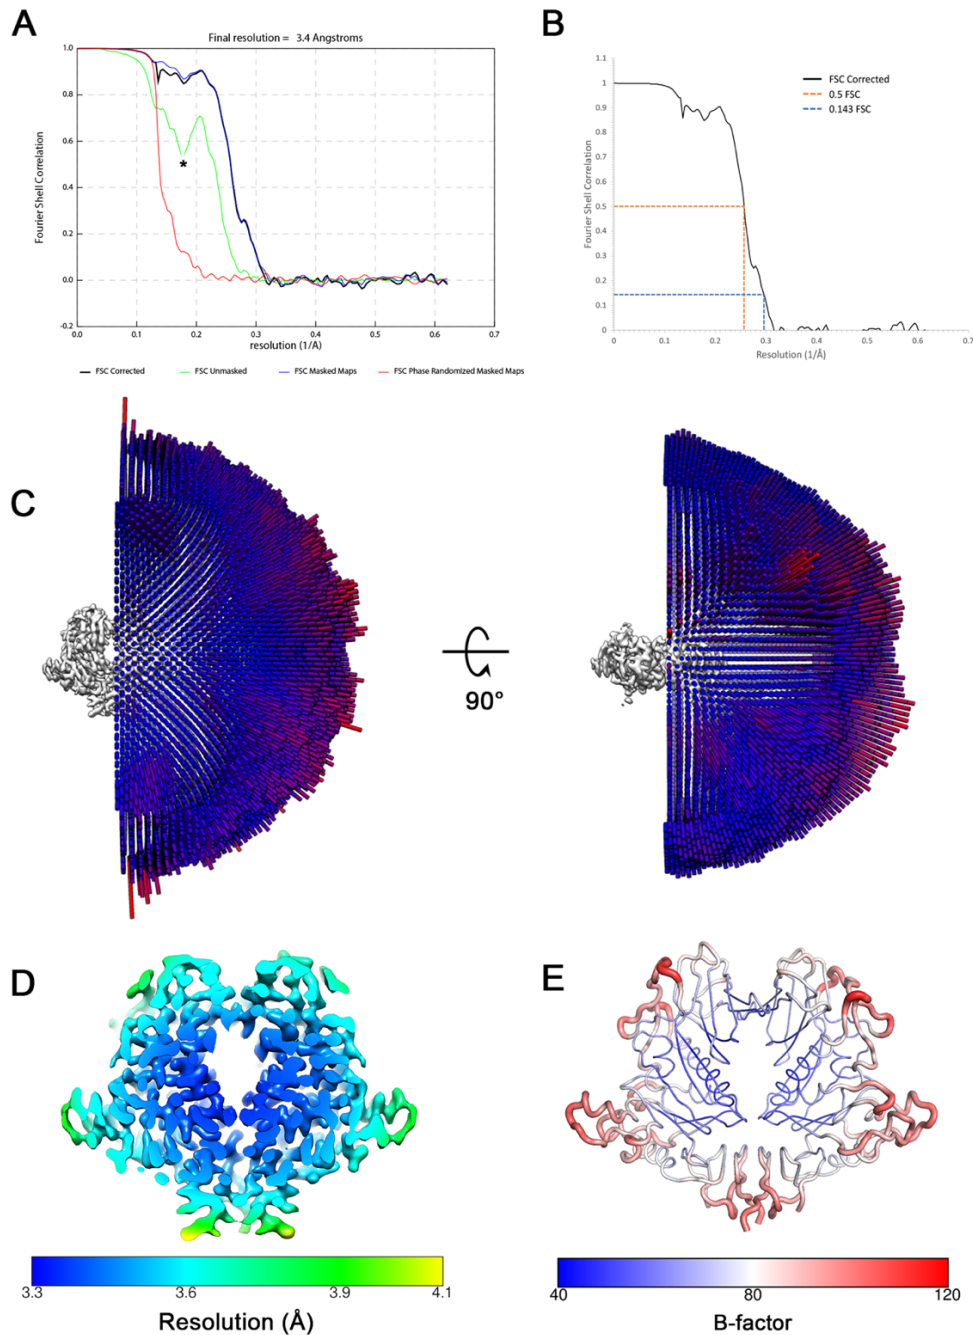 A
Final resolution = 3.4 Angstroms
1.0
0.8
0.6
0.4
0.2
0.0
-0.2
Fourier Shell Correlation
*
0.0 0.1 0.2 0.3 0.4 0.5 0.6 0.7
resolution (1/A)
FSC Corrected FSC Unmasked FSC Masked Maps FSC Phase Randomized Masked Maps
B
1.1
1
0.9
0.8
0.7
0.6
0.5
0.4
0.3
0.2
0.1
0
Fourier Shell Correlation
FSC Corrected
0.5 FSC
0.143 FSC
0 0.1 0.2 0.3 0.4 0.5 0.6 0.7
Resolution (1/Å)
C
90°
D
3.3 3.6 3.9 4.1
Resolution (Å)
E
40 80 120
B-factor